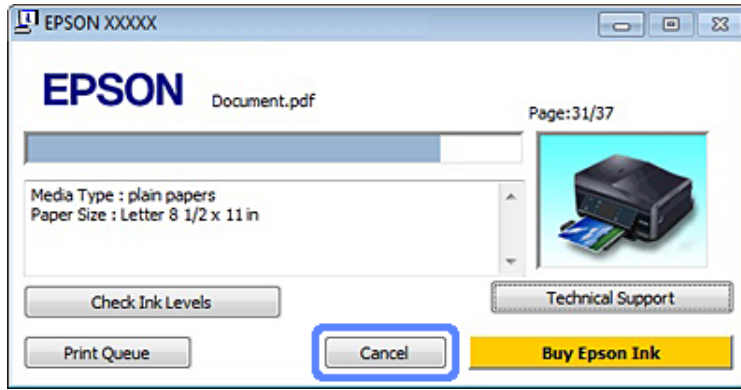 EPSON XXXXX
EPSON
Document.pdf
Page:31/37
Media Type : plain papers
Paper Size : Letter 8 1/2 x 11 in
Check Ink Levels
Technical Support
Print Queue
Cancel
Buy Epson Ink